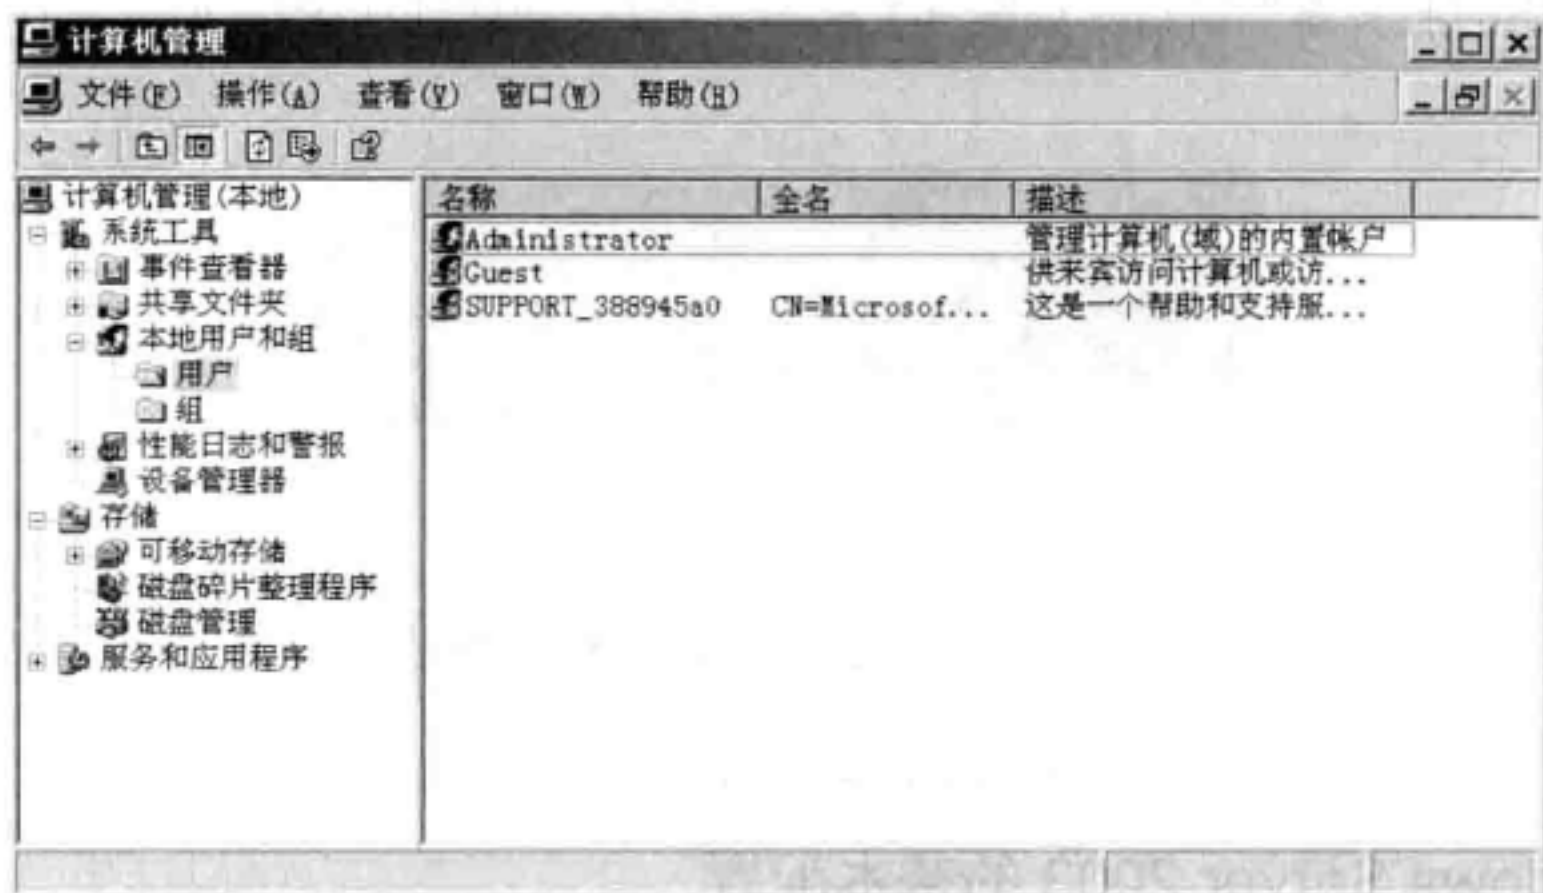 计算机管理
文件(F) 操作(A) 查看(V) 窗口(W) 帮助(H)
计算机管理(本地)
系统工具
事件查看器
共享文件夹
本地用户和组
用户
组
性能日志和警报
设备管理器
存储
可移动存储
磁盘碎片整理程序
磁盘管理
服务和应用程序
名称 全名 描述
Administrator 管理计算机(域)的内置帐户
Guest 供来宾访问计算机或访...
SUPPORT_388945a0 CN=Microsof... 这是一个帮助和支持服...